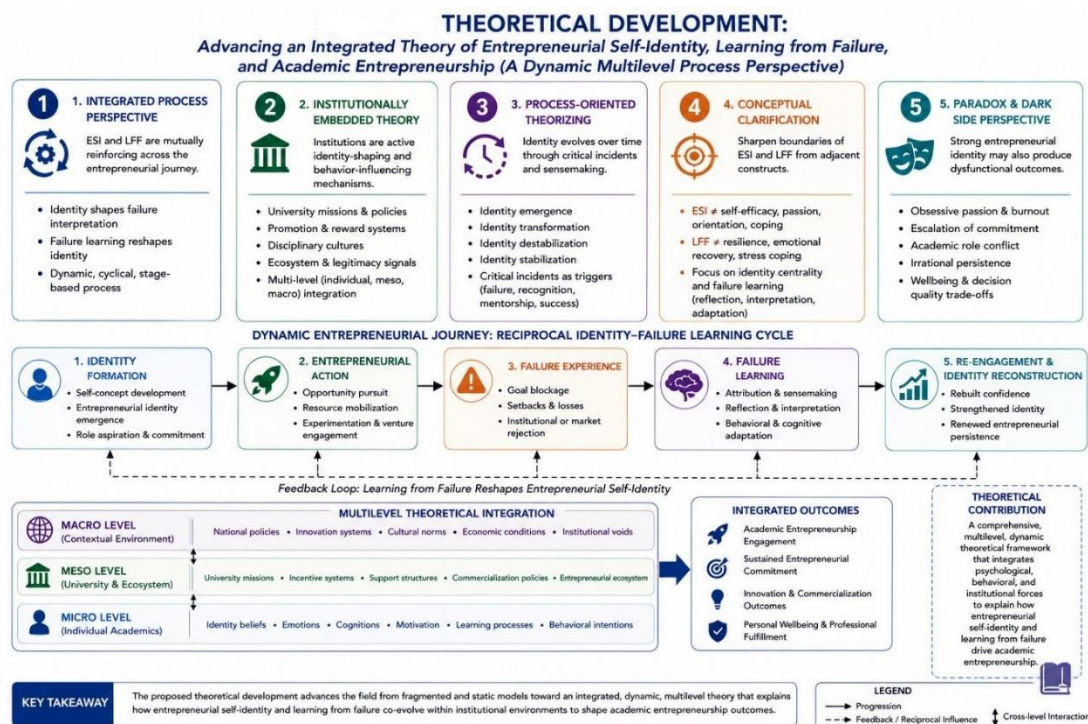 THEORETICAL DEVELOPMENT:
Advancing an Integrated Theory of Entrepreneurial Self-Identity, Learning from Failure,
and Academic Entrepreneurship (A Dynamic Multilevel Process Perspective)
1
1. INTEGRATED PROCESS
PERSPECTIVE
ESI and LFF are mutually
reinforcing across the
entrepreneurial journey.
• Identity shapes failure
interpretation
• Failure learning reshapes
identity
• Dynamic, cyclical, stage-
based process
2
2. INSTITUTIONALLY
EMBEDDED THEORY
Institutions are active
identity-shaping and
behavior-influencing
mechanisms.
• University missions & policies
• Promotion & reward systems
• Disciplinary cultures
• Ecosystem & legitimacy signals
• Multi-level (individual, meso,
macro) integration
3
3. PROCESS-ORIENTED
THEORIZING
Identity evolves over time
through critical incidents
and sensemaking.
• Identity emergence
• Identity transformation
• Identity destabilization
• Identity stabilization
• Critical incidents as triggers
(failure, recognition,
mentorship, success)
4
4. CONCEPTUAL
CLARIFICATION
Sharpen boundaries of
ESI and LFF from adjacent
constructs.
• ESI ≠ self-efficacy, passion,
orientation, coping
• LFF ≠ resilience, emotional
recovery, stress coping
• Focus on identity centrality
and failure learning
(reflection, interpretation,
adaptation)
5
5. PARADOX & DARK
SIDE PERSPECTIVE
Strong entrepreneurial
identity may also produce
dysfunctional outcomes.
• Obsessive passion & burnout
• Escalation of commitment
• Academic role conflict
• Irrational persistence
• Wellbeing & decision
quality trade-offs
DYNAMIC ENTREPRENEURIAL JOURNEY: RECIPROCAL IDENTITY–FAILURE LEARNING CYCLE
1. IDENTITY
FORMATION
• Self-concept development
• Entrepreneurial identity
emergence
• Role aspiration & commitment
2. ENTREPRENEURIAL
ACTION
• Opportunity pursuit
• Resource mobilization
• Experimentation & venture
engagement
3. FAILURE EXPERIENCE
• Goal blockage
• Setbacks & losses
• Institutional or market
rejection
4. FAILURE
LEARNING
• Attribution & sensemaking
• Reflection & interpretation
• Behavioral & cognitive
adaptation
5. RE-ENGAGEMENT &
IDENTITY RECONSTRUCTION
• Rebuilt confidence
• Strengthened identity
• Renewed entrepreneurial
persistence
Feedback Loop: Learning from Failure Reshapes Entrepreneurial Self-Identity
MULTILEVEL THEORETICAL INTEGRATION
MACRO LEVEL
(Contextual Environment)
National policies • Innovation systems • Cultural norms • Economic conditions • Institutional voids
MESO LEVEL
(University & Ecosystem)
University missions • Incentive systems • Support structures • Commercialization policies • Entrepreneurial ecosystem
MICRO LEVEL
(Individual Academics)
Identity beliefs • Emotions • Cognitions • Motivation • Learning processes • Behavioral intentions
INTEGRATED OUTCOMES
Academic Entrepreneurship
Engagement
Sustained Entrepreneurial
Commitment
Innovation & Commercialization
Outcomes
Personal Wellbeing & Professional
Fulfillment
THEORETICAL
CONTRIBUTION
A comprehensive,
multilevel, dynamic
theoretical framework
that integrates
psychological,
behavioral, and
institutional forces
to explain how
entrepreneurial
self-identity and
learning from failure
drive academic
entrepreneurship.
KEY TAKEAWAY
The proposed theoretical development advances the field from fragmented and static models toward an integrated, dynamic, multilevel theory that explains
how entrepreneurial self-identity and learning from failure co-evolve within institutional environments to shape academic entrepreneurship outcomes.
LEGEND
Progression
Feedback / Reciprocal Influence
Cross-level Interaction